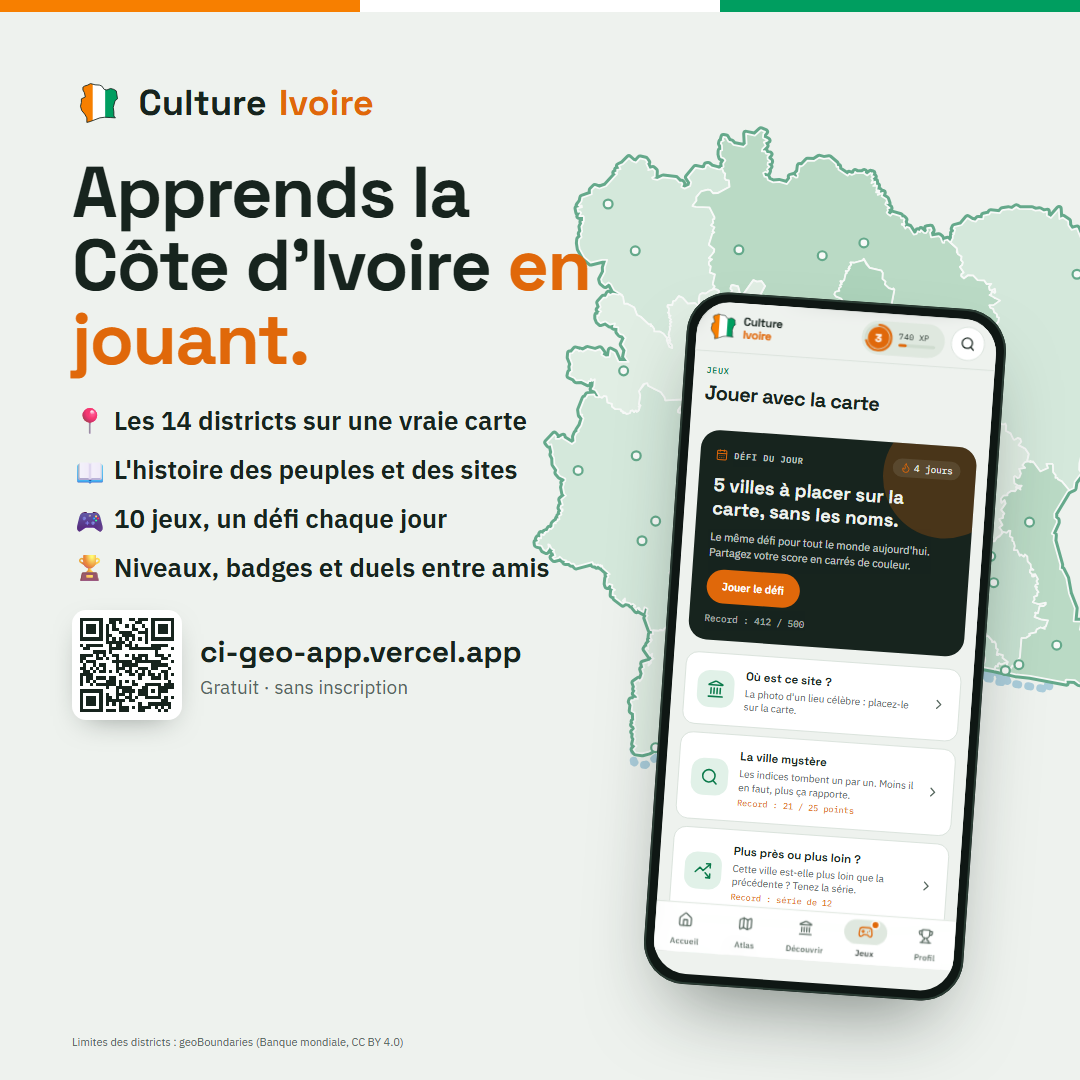 Culture Ivoire
Apprends la
Côte d’Ivoire en
jouant.
Les 14 districts sur une vraie carte
L'histoire des peuples et des sites
10 jeux, un défi chaque jour
Niveaux, badges et duels entre amis
ci-geo-app.vercel.app
Gratuit · sans inscription
Culture
Ivoire
3
740 XP
JEUX
Jouer avec la carte
DÉFI DU JOUR
4 jours
5 villes à placer sur la
carte, sans les noms.
Le même défi pour tout le monde aujourd'hui.
Partagez votre score en carrés de couleur.
Jouer le défi
Record : 412 / 500
Où est ce site ?
La photo d'un lieu célèbre : placez-le
sur la carte.
La ville mystère
Les indices tombent un par un. Moins il
en faut, plus ça rapporte.
Record : 21 / 25 points
Plus près ou plus loin ?
Cette ville est-elle plus loin que la
précédente ? Tenez la série.
Record : série de 12
Accueil
Atlas
Découvrir
Jeux
Profil
Limites des districts : geoBoundaries (Banque mondiale, CC BY 4.0)